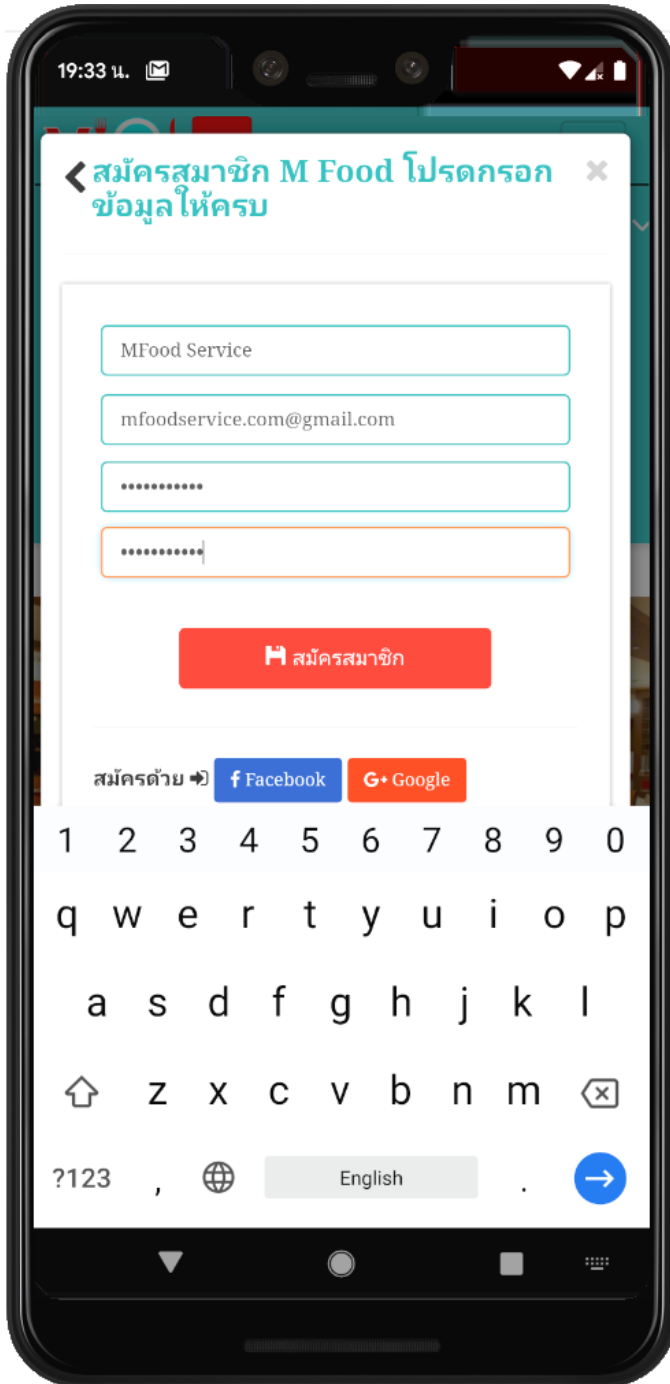 19:33 น.
สมัครสมาชิก M Food โปรดกรอก
ข้อมูลให้ครบ
MFood Service
mfoodservice.com@gmail.com
•••••••••••
•••••••••••
สมัครสมาชิก
สมัครด้วย Facebook G+ Google
1 2 3 4 5 6 7 8 9 0
q w e r t y u i o p
a s d f g h j k l
z x c v b n m
?123 , English .